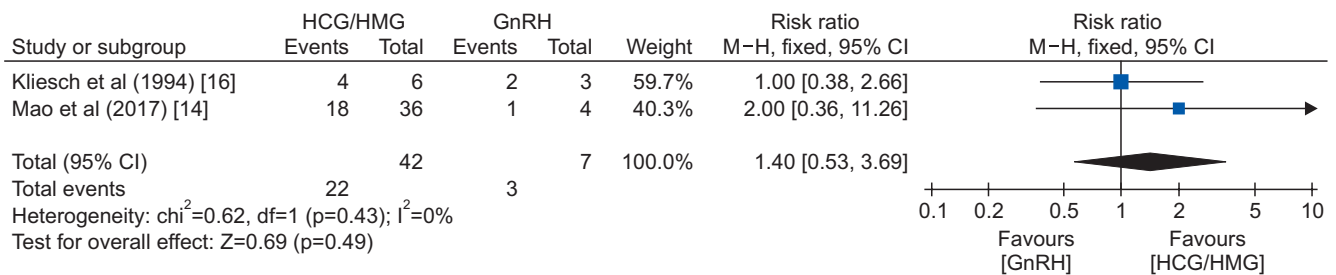 HCG/HMG GnRH Risk ratio Risk ratio
Study or subgroup Events Total Events Total Weight M−H, fixed, 95% CI M−H, fixed, 95% CI
Kliesch et al (1994) [16] 4 6 2 3 59.7% 1.00 [0.38, 2.66]
Mao et al (2017) [14] 18 36 1 4 40.3% 2.00 [0.36, 11.26]
Total (95% CI) 42 7 100.0% 1.40 [0.53, 3.69]
Total events 22 3
Heterogeneity: chi²=0.62, df=1 (p=0.43); I²=0%
Test for overall effect: Z=0.69 (p=0.49)
0.1 0.2 0.5 1 2 5 10
Favours Favours
[GnRH] [HCG/HMG]